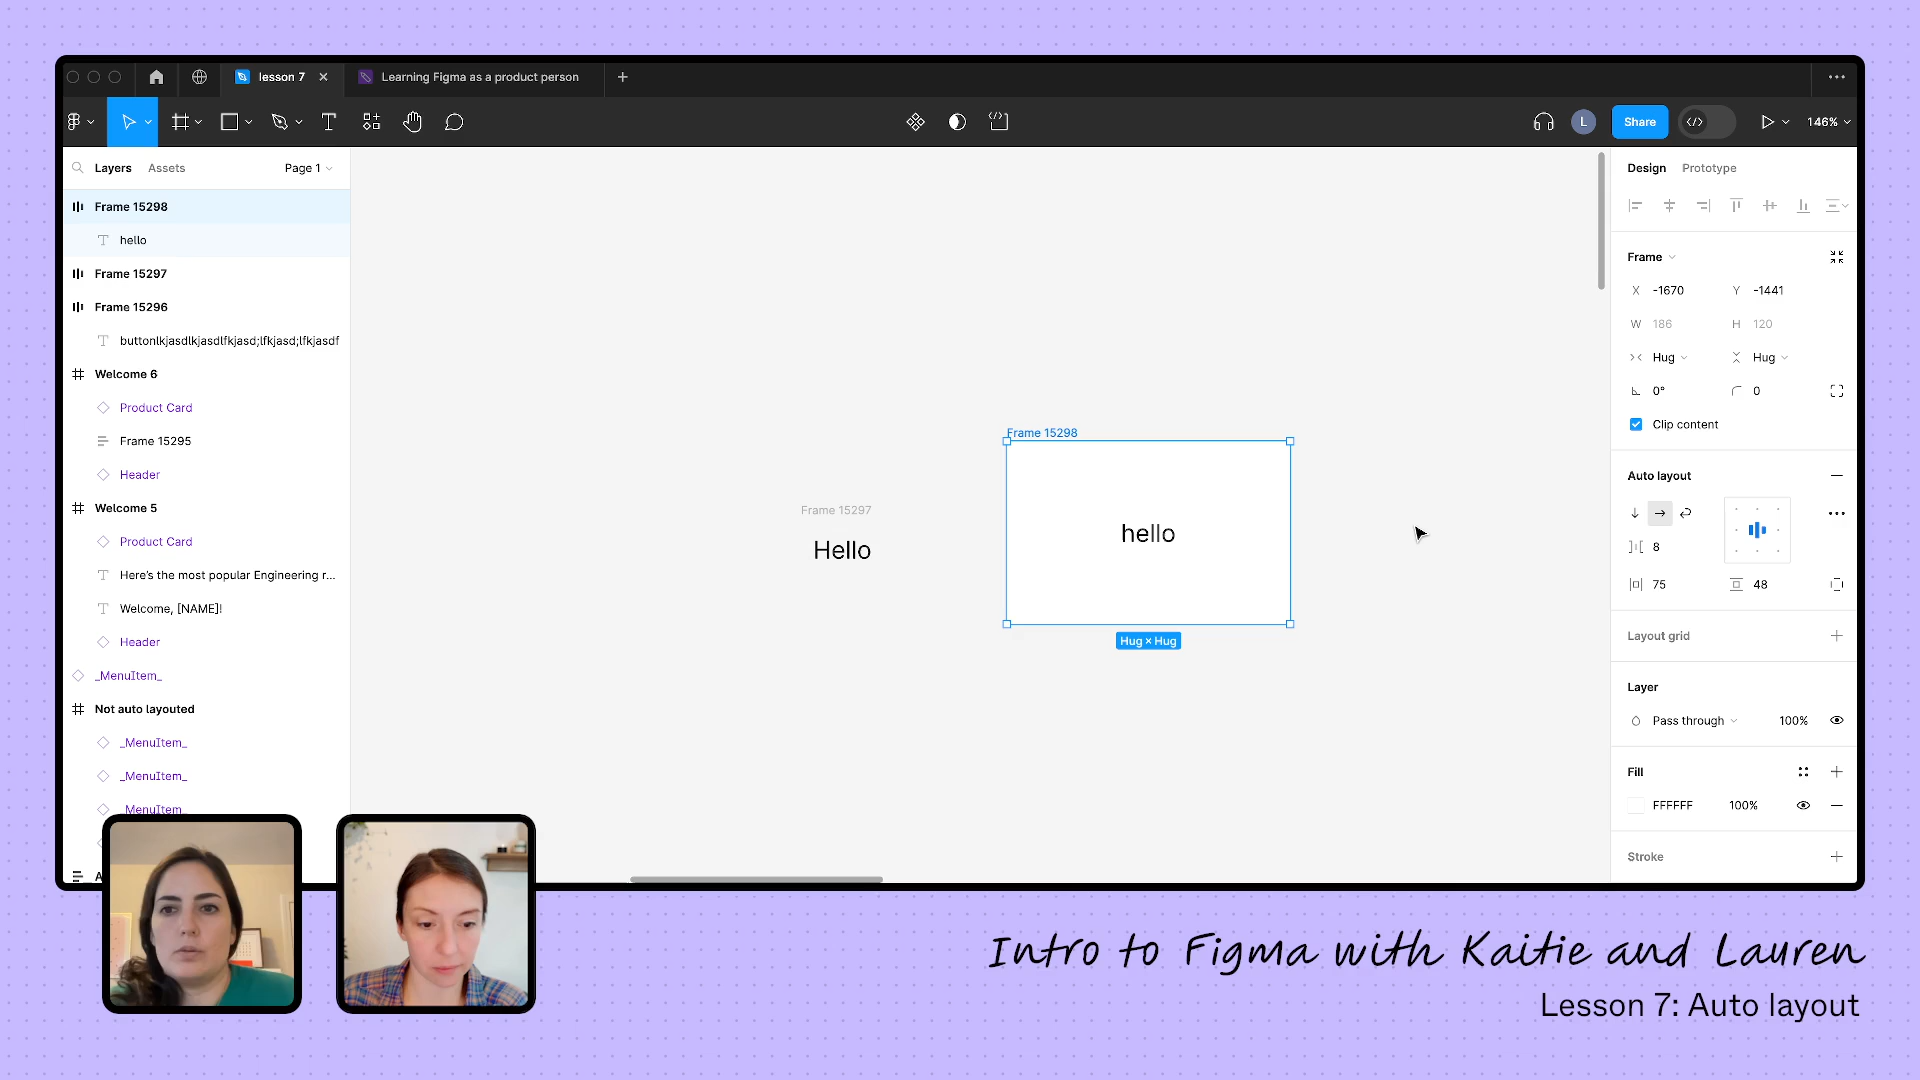 lesson 7
Learning Figma as a product person
L
Share
146%
Layers
Assets
Page 1
Frame 15298
hello
Frame 15297
Frame 15296
buttonlkjasdlkjasdlfkjasd;lfkjasd;lfkjasdf
Welcome 6
Product Card
Frame 15295
Header
Welcome 5
Product Card
Here's the most popular Engineering r...
Welcome, [NAME]!
Header
_MenuItem_
Not auto layouted
_MenuItem_
_MenuItem_
_MenuItem_
Frame 15297
Hello
Frame 15298
hello
Hug × Hug
Design
Prototype
Frame
X -1670
Y -1441
W 186
H 120
Hug
Hug
0°
0
Clip content
Auto layout
8
75
48
Layout grid
Layer
Pass through
100%
Fill
FFFFFF
100%
Stroke
Intro to Figma with Kaitie and Lauren
Lesson 7: Auto layout